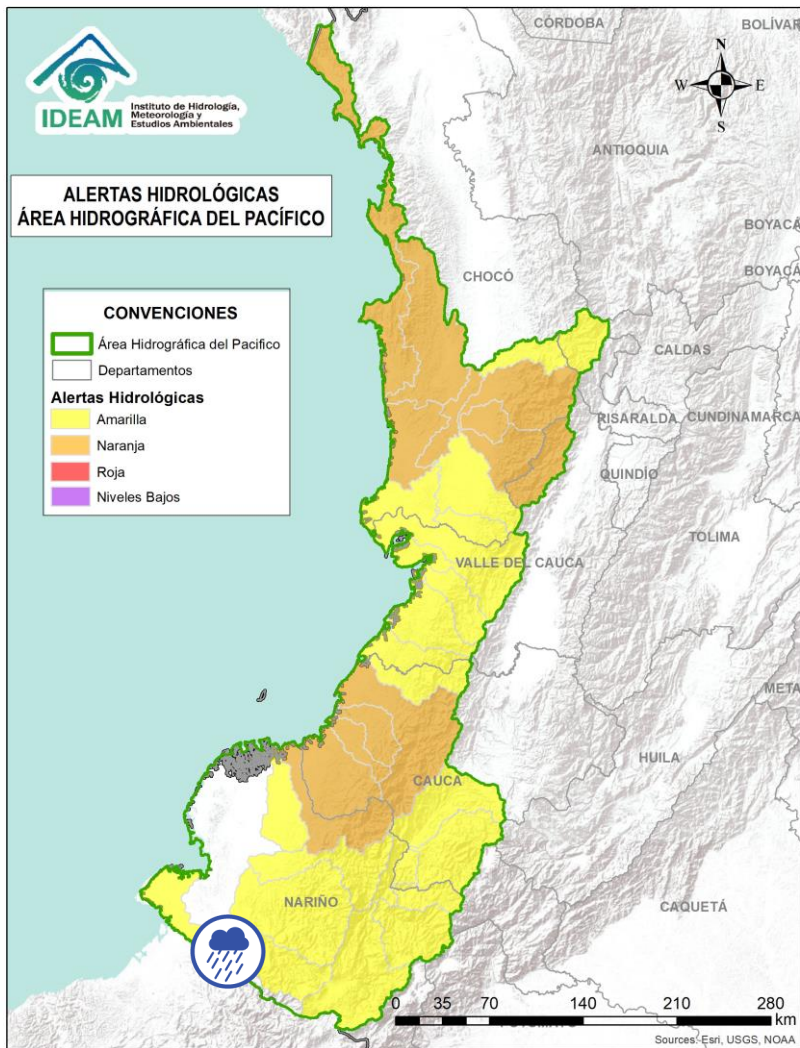 CÓRDOBA
BOLÍVAR
N
W
E
S
IDEAM
Instituto de Hidrología,
Meteorología y
Estudios Ambientales
ANTIOQUIA
ALERTAS HIDROLÓGICAS
ÁREA HIDROGRÁFICA DEL PACÍFICO
BOYACÁ
BOYACÁ
CHOCÓ
CONVENCIONES
Área Hidrográfica del Pacifico
Departamentos
Alertas Hidrológicas
Amarilla
Naranja
Roja
Niveles Bajos
CALDAS
RISARALDA
CUNDINAMARCA
QUINDÍO
TOLIMA
VALLE DEL CAUCA
META
HUILA
CAUCA
NARIÑO
CAQUETÁ
0 35 70 140 210 280
km
Sources: Esri, USGS, NOAA